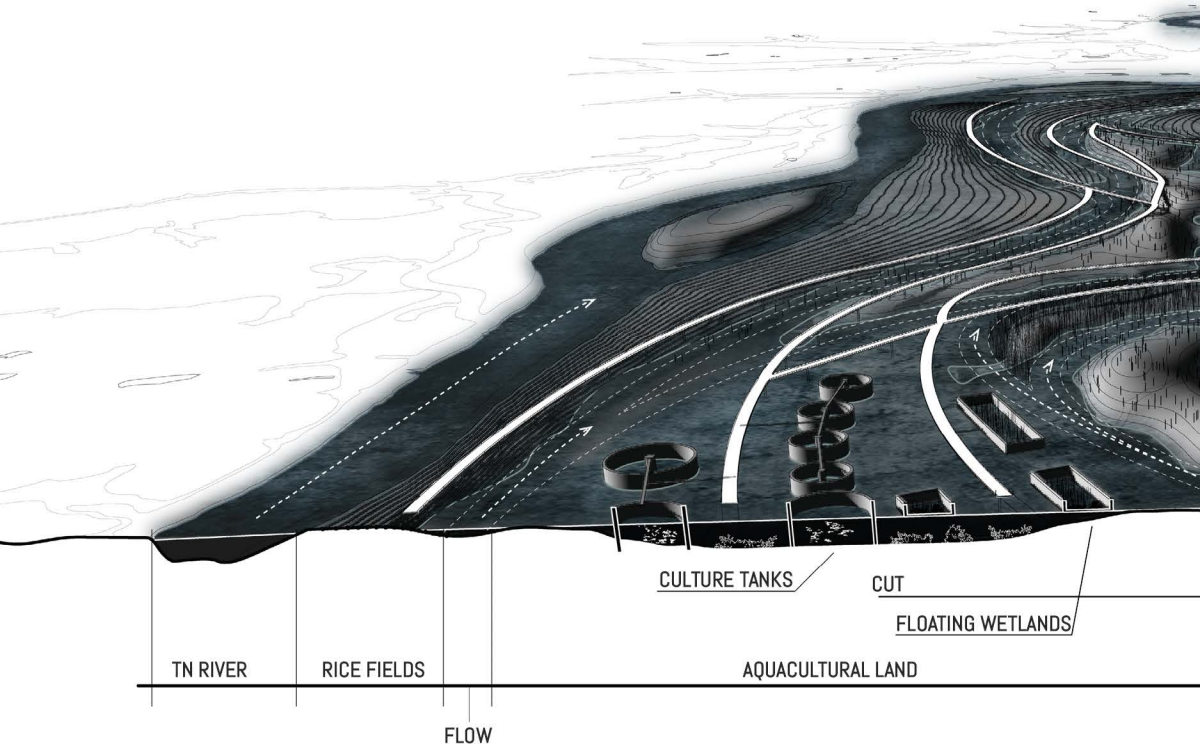 CULTURE TANKS
CUT
FLOATING WETLANDS
TN RIVER
RICE FIELDS
AQUACULTURAL LAND
FLOW